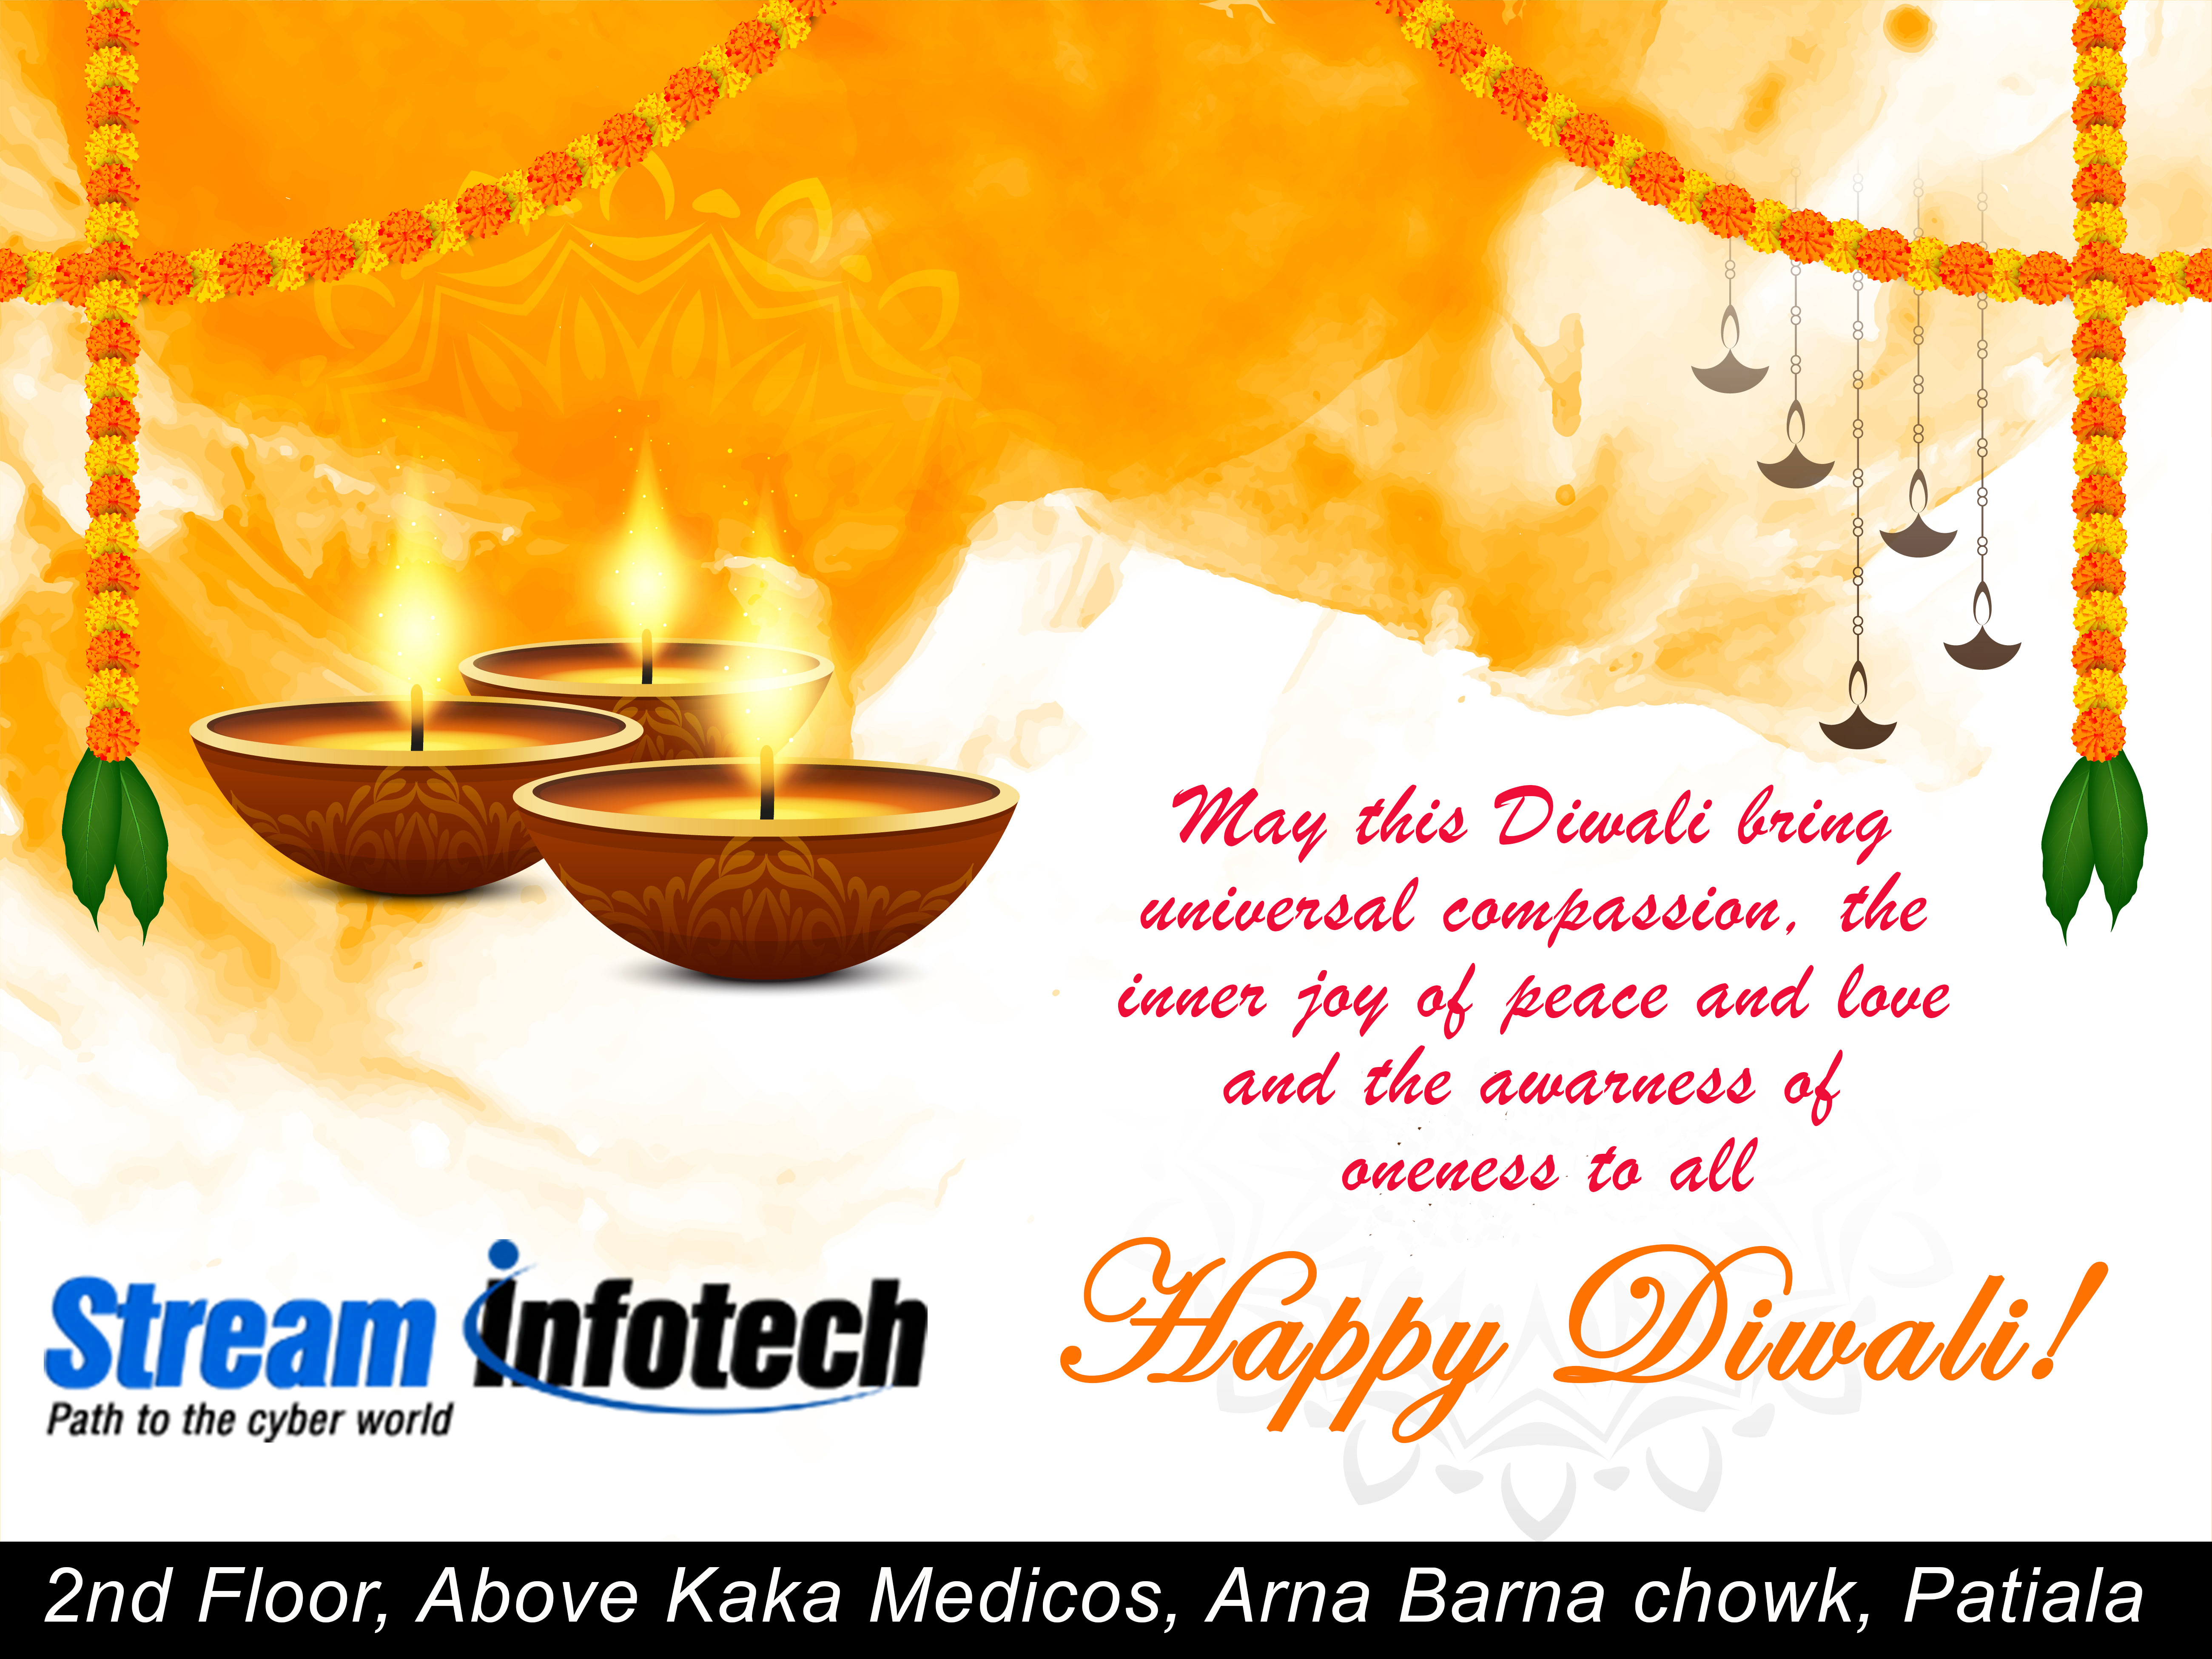 May this Diwali bring
universal compassion, the
inner joy of peace and love
and the awarness of
oneness to all
Happy Diwali!
Stream infotech
Path to the cyber world
2nd Floor, Above Kaka Medicos, Arna Barna chowk, Patiala